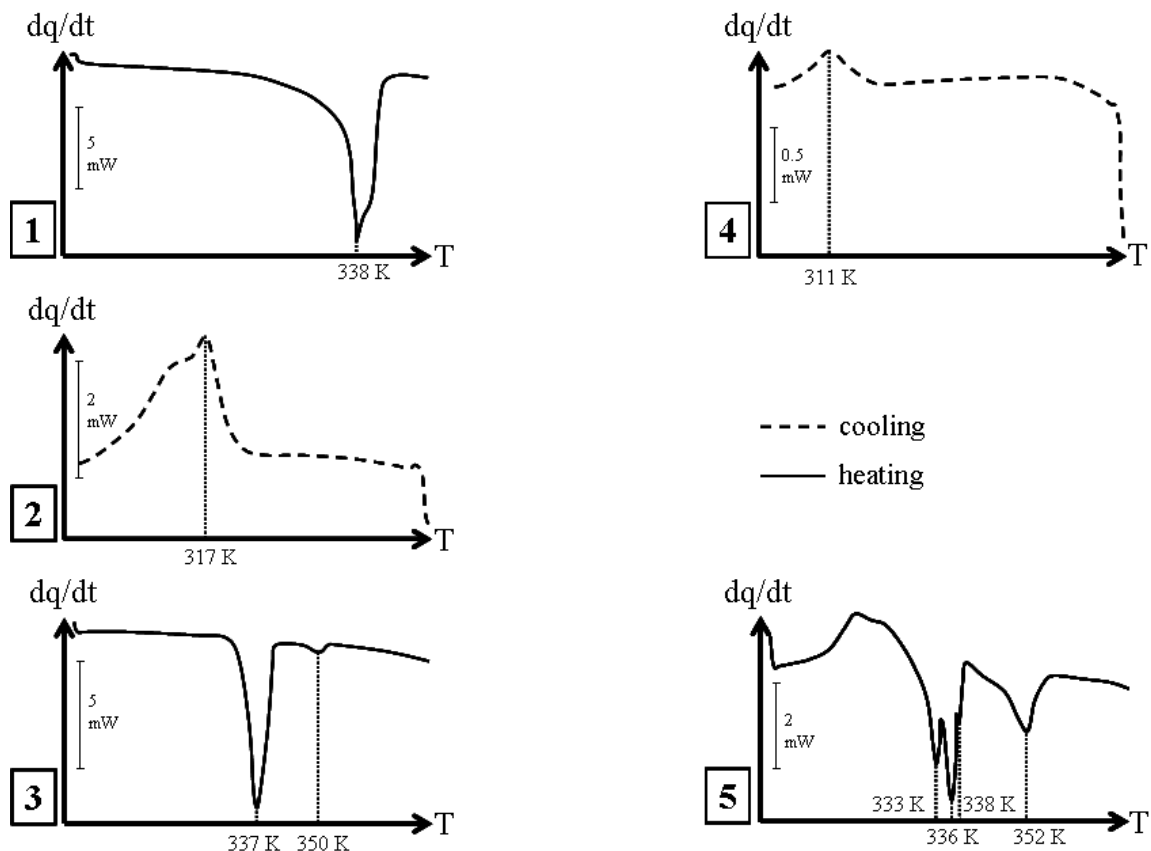 dq/dt
5
mW
1
338 K
T
dq/dt
2
mW
2
317 K
T
dq/dt
5
mW
3
337 K 350 K
T
dq/dt
0.5
mW
4
311 K
T
cooling
heating
dq/dt
2
mW
5
333 K
338 K
336 K
352 K
T